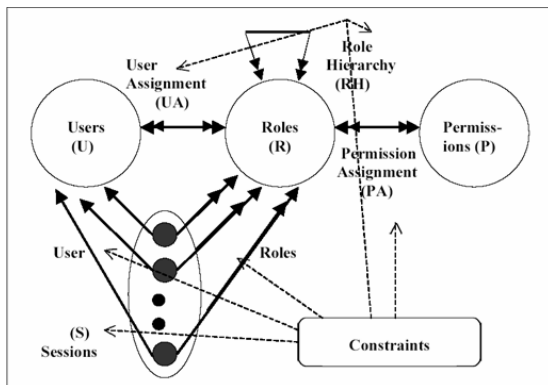 User
Assignment
(UA)
Role
Hierarchy
(RH)
Users
(U)
Roles
(R)
Permiss-
ions (P)
Permission
Assignment
(PA)
User
Roles
(S)
Sessions
Constraints